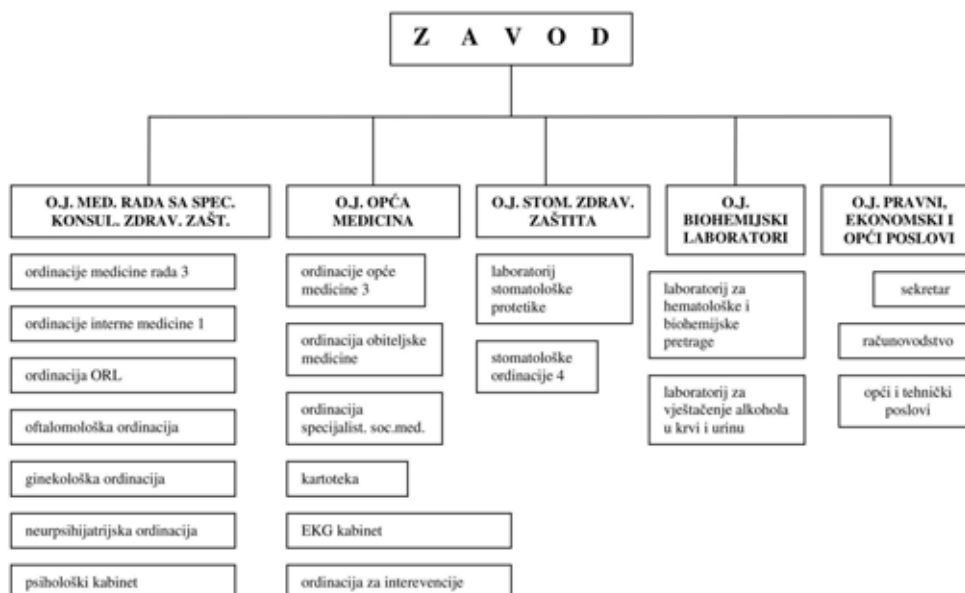 Z A V O D
O.J. MED. RADA SA SPEC.
KONSUL. ZDRAV. ZAŠT.
ordinacije medicine rada 3
ordinacije interne medicine 1
ordinacija ORL
oftalomološka ordinacija
ginekološka ordinacija
neurpsihijatrijska ordinacija
psihološki kabinet
O.J. OPĆA
MEDICINA
ordinacije opće
medicine 3
ordinacija obiteljske
medicine
ordinacija
specijalist. soc.med.
kartoteka
EKG kabinet
ordinacija za interevencije
O.J. STOM. ZDRAV.
ZAŠTITA
laboratorij
stomatološke
protetike
stomatološke
ordinacije 4
O.J.
BIOHEMIJSKI
LABORATORI
laboratorij za
hematološke i
biohemijske
pretrage
laboratorij za
vještačenje alkohola
u krvi i urinu
O.J. PRAVNI,
EKONOMSKI I
OPĆI POSLOVI
sekretar
računovodstvo
opći i tehnički
poslovi